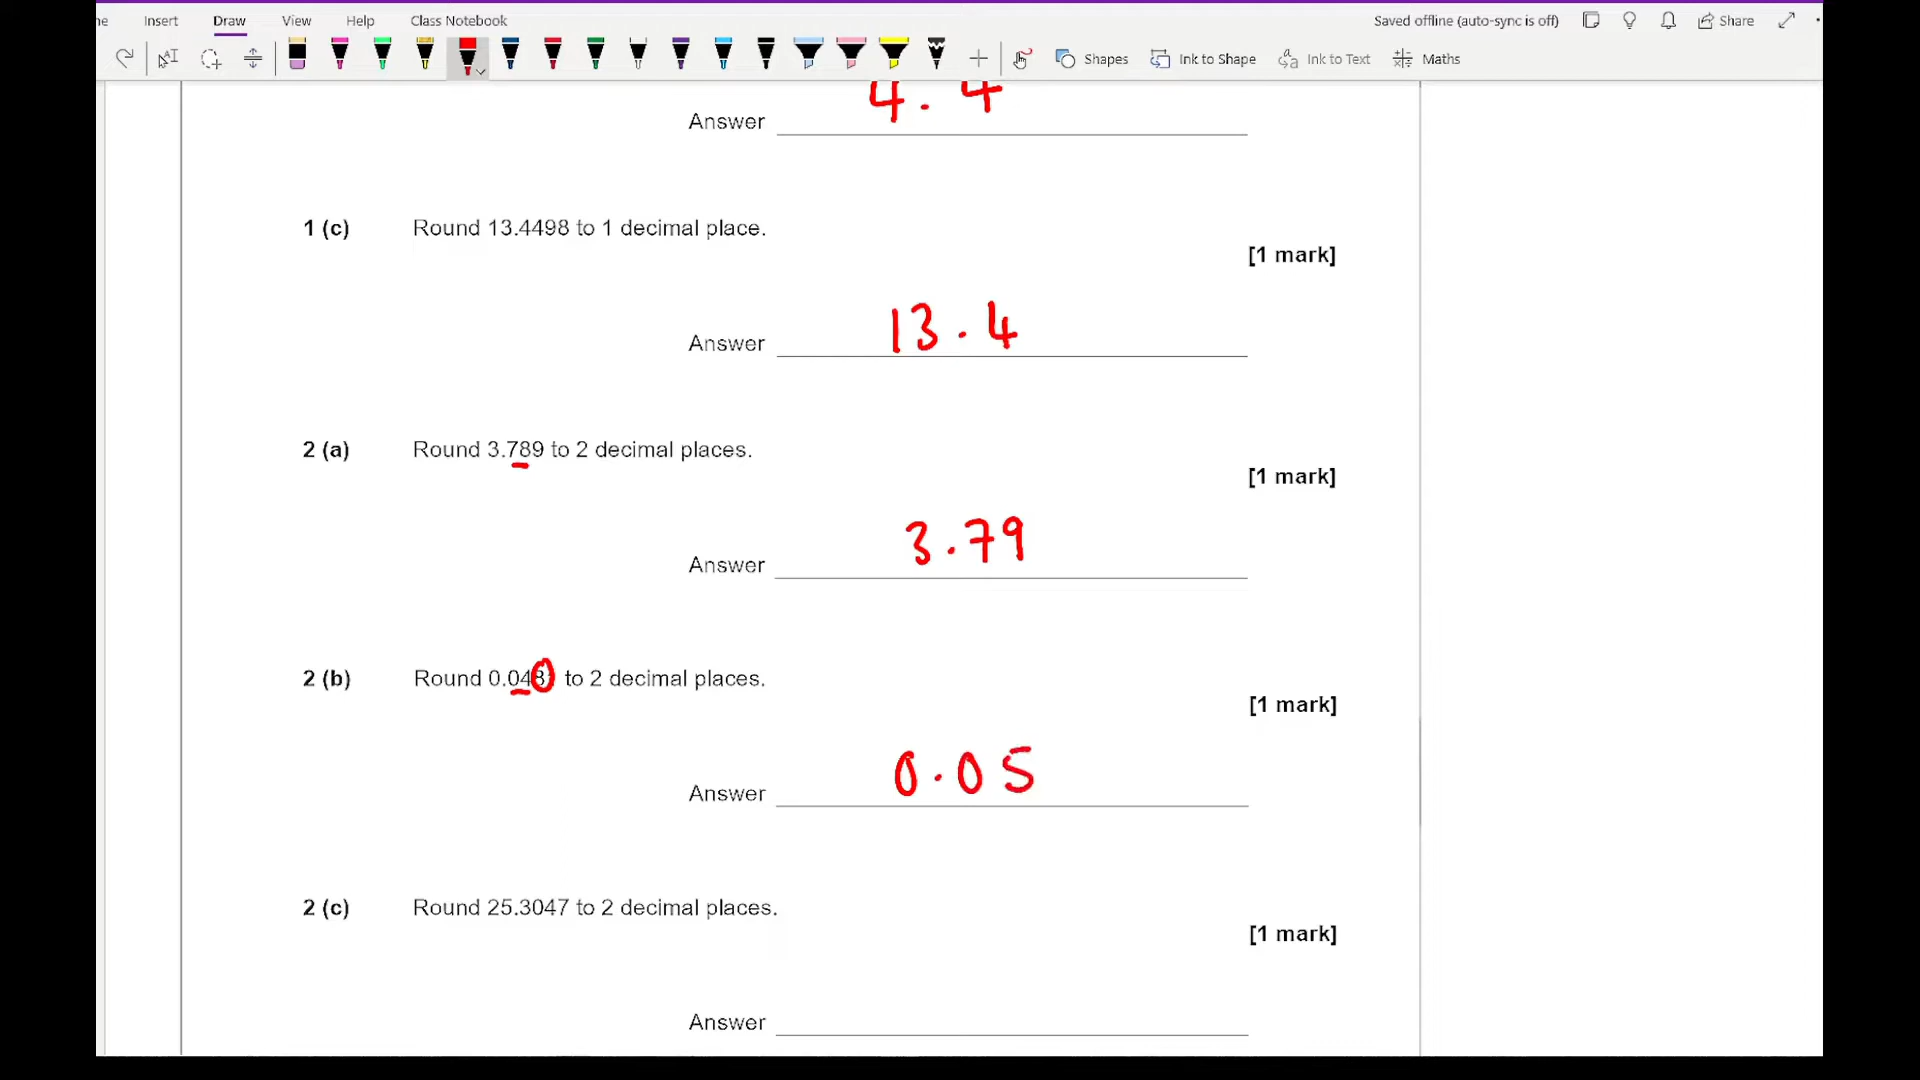 Insert Draw View Help Class Notebook Saved offline (auto-sync is off) Share
Shapes Ink to Shape Ink to Text Maths
4.4
Answer
1 (c) Round 13.4498 to 1 decimal place.
[1 mark]
13.4
Answer
2 (a) Round 3.789 to 2 decimal places.
[1 mark]
3.79
Answer
2 (b) Round to 2 decimal places.
[1 mark]
0.05
Answer
2 (c) Round 25.3047 to 2 decimal places.
[1 mark]
Answer